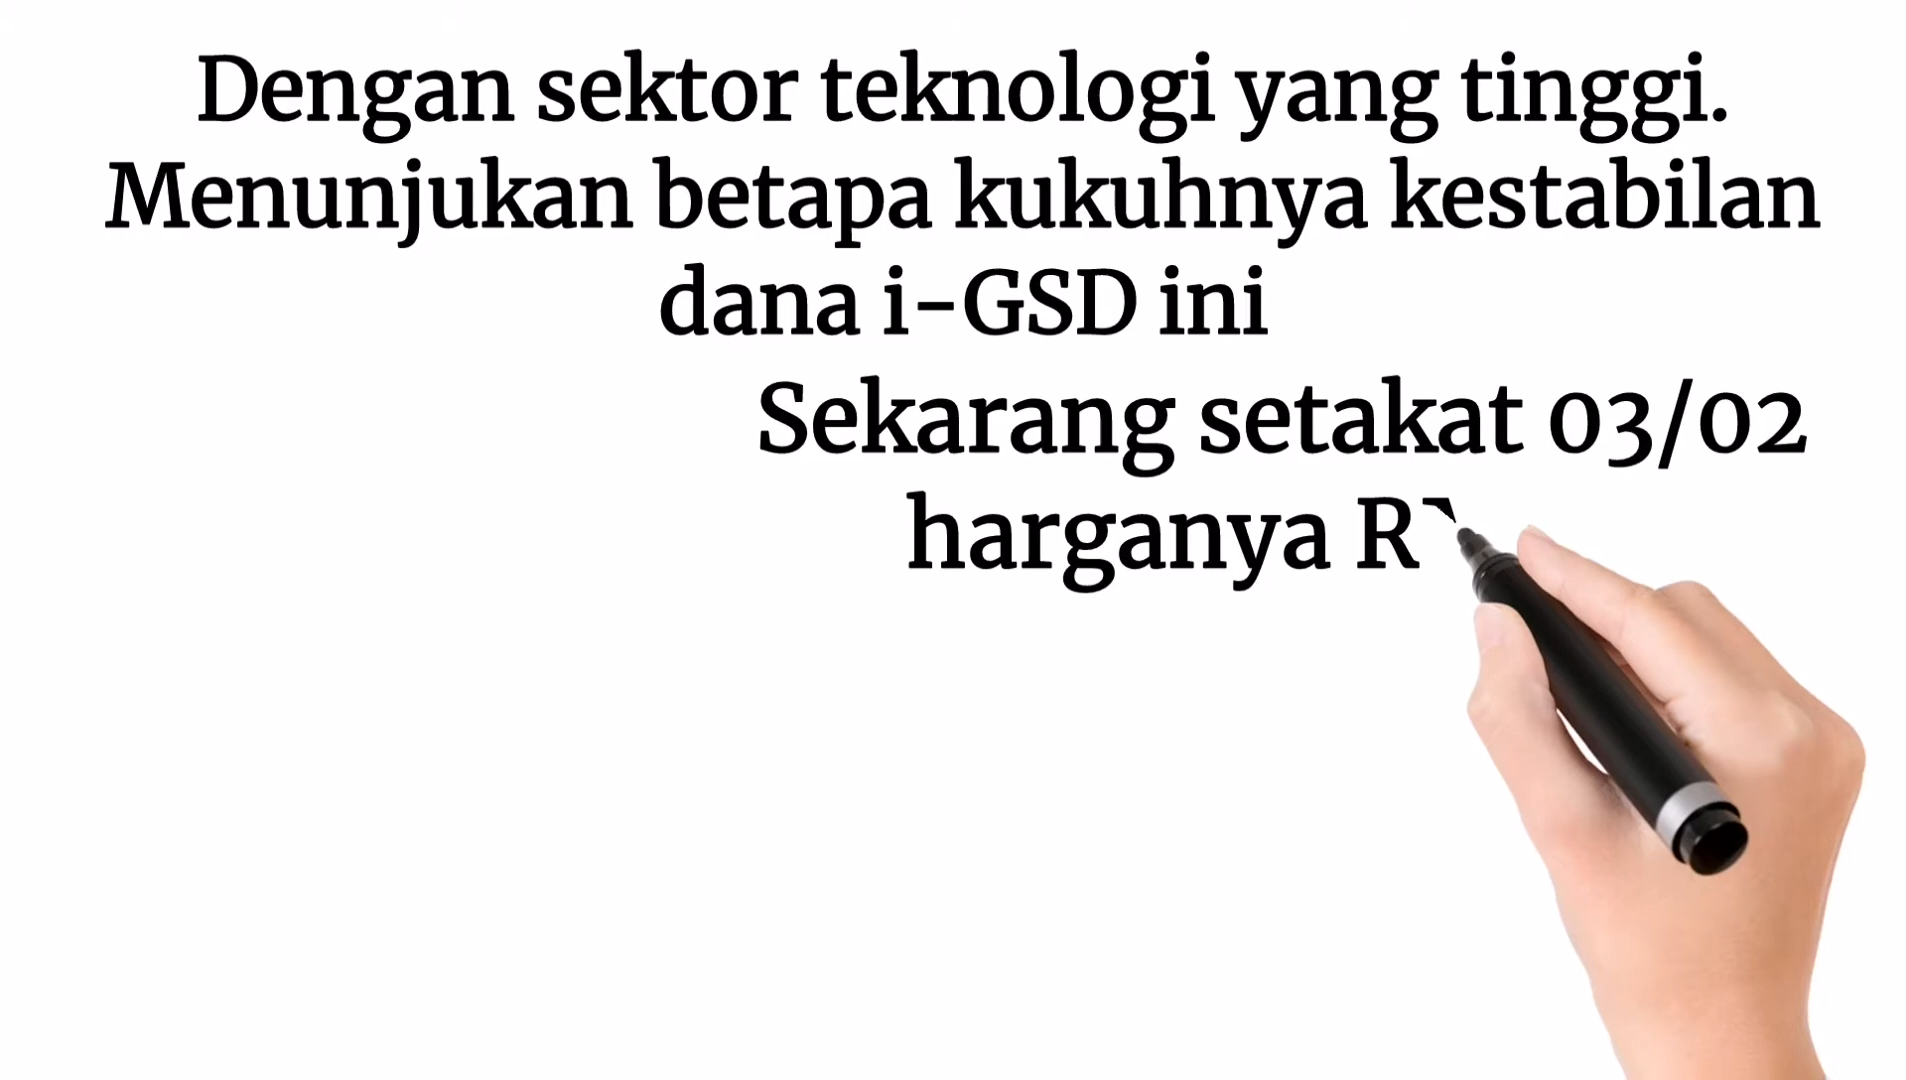 Dengan sektor teknologi yang tinggi.
Menunjukan betapa kukuhnya kestabilan
dana i-GSD ini
Sekarang setakat 03/02
harganya